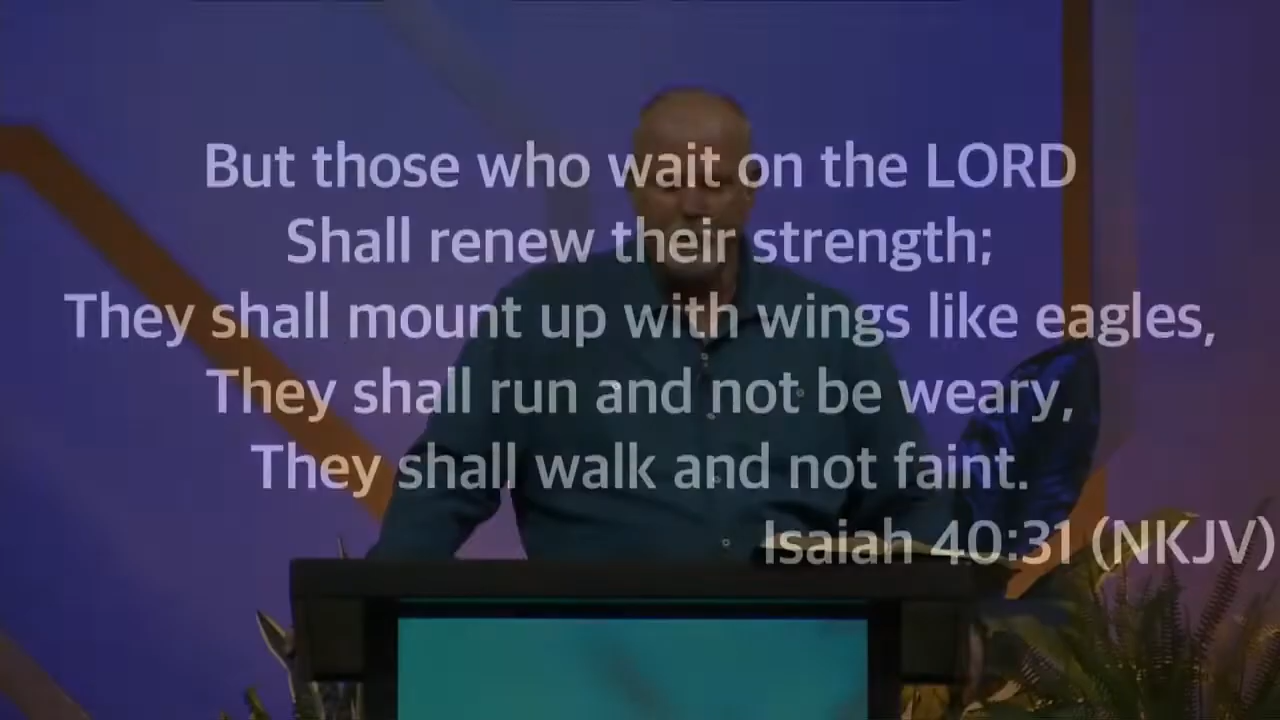 But those who wait on the LORD
Shall renew their strength;
They shall mount up with wings like eagles,
They shall run and not be weary,
They shall walk and not faint.
Isaiah 40:31 (NKJV)